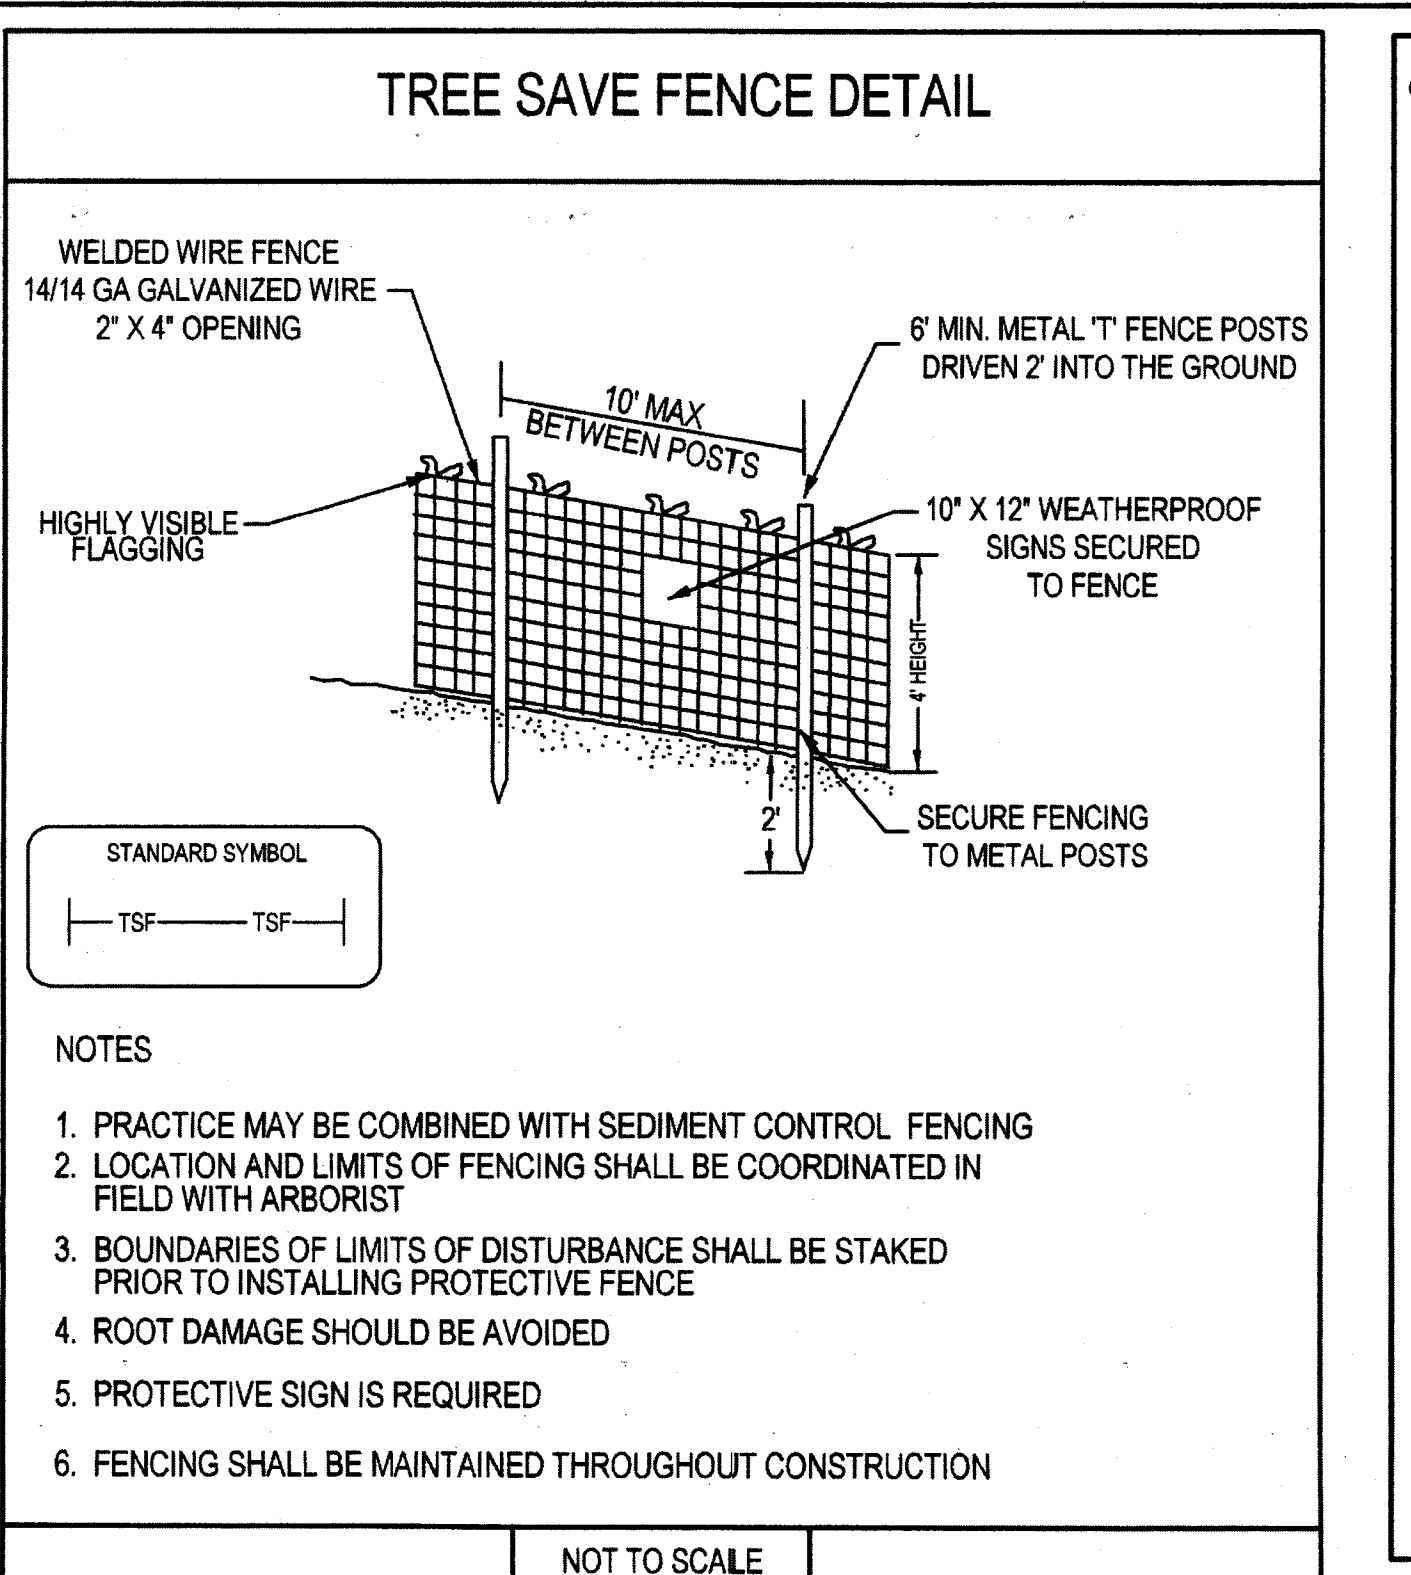 TREE SAVE FENCE DETAIL
WELDED WIRE FENCE
14/14 GA GALVANIZED WIRE
2" X 4" OPENING
6' MIN. METAL 'T' FENCE POSTS
DRIVEN 2' INTO THE GROUND
10' MAX
BETWEEN POSTS
HIGHLY VISIBLE
FLAGGING
10" X 12" WEATHERPROOF
SIGNS SECURED
TO FENCE
4' HEIGHT
2'
SECURE FENCING
TO METAL POSTS
STANDARD SYMBOL
TSF TSF
NOTES
1. PRACTICE MAY BE COMBINED WITH SEDIMENT CONTROL FENCING
2. LOCATION AND LIMITS OF FENCING SHALL BE COORDINATED IN
FIELD WITH ARBORIST
3. BOUNDARIES OF LIMITS OF DISTURBANCE SHALL BE STAKED
PRIOR TO INSTALLING PROTECTIVE FENCE
4. ROOT DAMAGE SHOULD BE AVOIDED
5. PROTECTIVE SIGN IS REQUIRED
6. FENCING SHALL BE MAINTAINED THROUGHOUT CONSTRUCTION
NOT TO SCALE